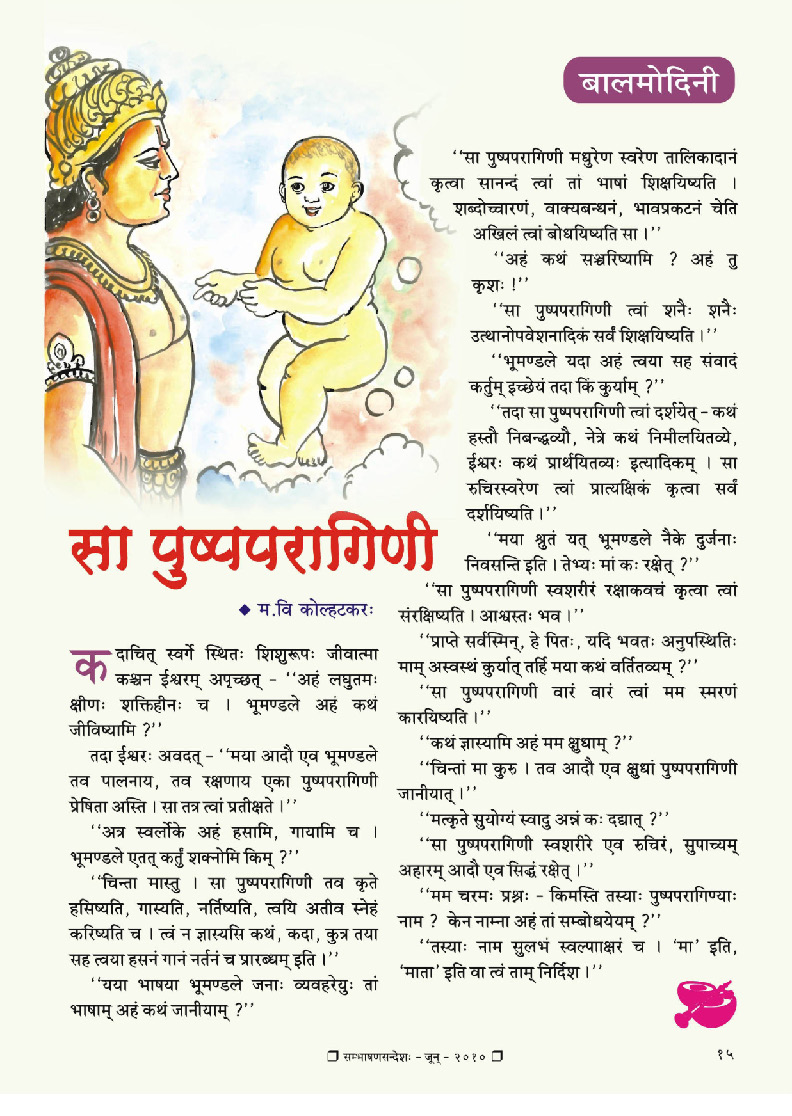 बालमोदिनी
सा पुष्पपरागिणी
◆ म.वि कोल्हटकरः
कदाचित् स्वर्गे स्थितः शिशुरूपः जीवात्मा
कश्चन ईश्वरम् अपृच्छत् - ‘‘अहं लघुतमः
क्षीणः शक्तिहीनः च । भूमण्डले अहं कथं
जीविष्यामि ?’’
तदा ईश्वरः अवदत् - ‘‘मया आदौ एव भूमण्डले
तव पालनाय, तव रक्षणाय एका पुष्पपरागिणी
प्रेषिता अस्ति । सा तत्र त्वां प्रतीक्षते ।’’
‘‘अत्र स्वर्लोके अहं हसामि, गायामि च ।
भूमण्डले एतत् कर्तुं शक्नोमि किम् ?’’
‘‘चिन्ता मास्तु । सा पुष्पपरागिणी तव कृते
हसिष्यति, गास्यति, नर्तिष्यति, त्वयि अतीव स्नेहं
करिष्यति च । त्वं न ज्ञास्यसि कथं, कदा, कुत्र तया
सह त्वया हसनं गानं नर्तनं च प्रारब्धम् इति ।’’
‘‘यया भाषया भूमण्डले जनाः व्यवहरेयुः तां
भाषाम् अहं कथं जानीयाम् ?’’
‘‘सा पुष्पपरागिणी मधुरेण स्वरेण तालिकादानं
कृत्वा सानन्दं त्वां तां भाषां शिक्षयिष्यति ।
शब्दोच्चारणं, वाक्यबन्धनं, भावप्रकटनं चेति
अखिलं त्वां बोधयिष्यति सा ।’’
‘‘अहं कथं सञ्चरिष्यामि ? अहं तु
कृशः !’’
‘‘सा पुष्पपरागिणी त्वां शनैः शनैः
उत्थानोपवेशनादिकं सर्वं शिक्षयिष्यति ।’’
‘‘भूमण्डले यदा अहं त्वया सह संवादं
कर्तुम् इच्छेयं तदा किं कुर्याम् ?’’
‘‘तदा सा पुष्पपरागिणी त्वां दर्शयेत् - कथं
हस्तौ निबन्द्धव्यौ, नेत्रे कथं निमीलयितव्ये,
ईश्वरः कथं प्रार्थयितव्यः इत्यादिकम् । सा
रुचिरस्वरेण त्वां प्रात्यक्षिकं कृत्वा सर्वं
दर्शयिष्यति ।’’
‘‘मया श्रुतं यत् भूमण्डले नैके दुर्जनाः
निवसन्ति इति । तेभ्यः मां कः रक्षेत् ?’’
‘‘सा पुष्पपरागिणी स्वशरीरं रक्षाकवचं कृत्वा त्वां
संरक्षिष्यति । आश्वस्तः भव ।’’
‘‘प्राप्ते सर्वस्मिन्, हे पितः, यदि भवतः अनुपस्थितिः
माम् अस्वस्थं कुर्यात् तर्हि मया कथं वर्तितव्यम् ?’’
‘‘सा पुष्पपरागिणी वारं वारं त्वां मम स्मरणं
कारयिष्यति ।’’
‘‘कथं ज्ञास्यामि अहं मम क्षुधाम् ?’’
‘‘चिन्तां मा कुरु । तव आदौ एव क्षुधां पुष्पपरागिणी
जानीयात् ।’’
‘‘मत्कृते सुयोग्यं स्वादु अन्नं कः दद्यात् ?’’
‘‘सा पुष्पपरागिणी स्वशरीरे एव रुचिरं, सुपाच्यम्
अहारम् आदौ एव सिद्धं रक्षेत् ।’’
‘‘मम चरमः प्रश्नः - किमस्ति तस्याः पुष्पपरागिण्याः
नाम ? केन नाम्ना अहं तां सम्बोधयेयम् ?’’
‘‘तस्याः नाम सुलभं स्वल्पााक्षरं च । ‘मा’ इति,
‘माता’ इति वा त्वं ताम् निर्दिश ।’’
❐ सम्भाषणसन्देशः - जून् - २०१० ❐
१५